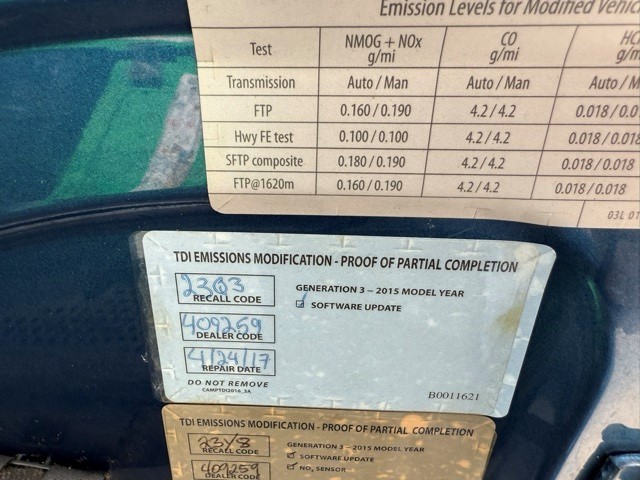 Emission Levels for Modified
Test NMOG + NOx g/mi CO g/mi
Transmission Auto / Man Auto / Man Auto /
FTP 0.160 / 0.190 4.2 / 4.2
Hwy FE test 0.100 / 0.100 4.2 / 4.2 0.018 / 0.018
SFTP composite 0.180 / 0.190 4.2 / 4.2 0.018 / 0.018
FTP@1620m 0.160 / 0.190 4.2 / 4.2 0.018 / 0.018
03L
TDI EMISSIONS MODIFICATION - PROOF OF PARTIAL COMPLETION
RECALL CODE
GENERATION 3 – 2015 MODEL YEAR
SOFTWARE UPDATE
409259
DEALER CODE
4/24/17
REPAIR DATE
DO NOT REMOVE
CAMPTDI2016_3A
B0011621
TDI EMISSIONS MODIFICATION - PROOF OF PARTIAL COMPLETION
23Y8
RECALL CODE
GENERATION 3 – 2015 MODEL YEAR
SOFTWARE UPDATE
409259
DEALER CODE
NO, SENSOR